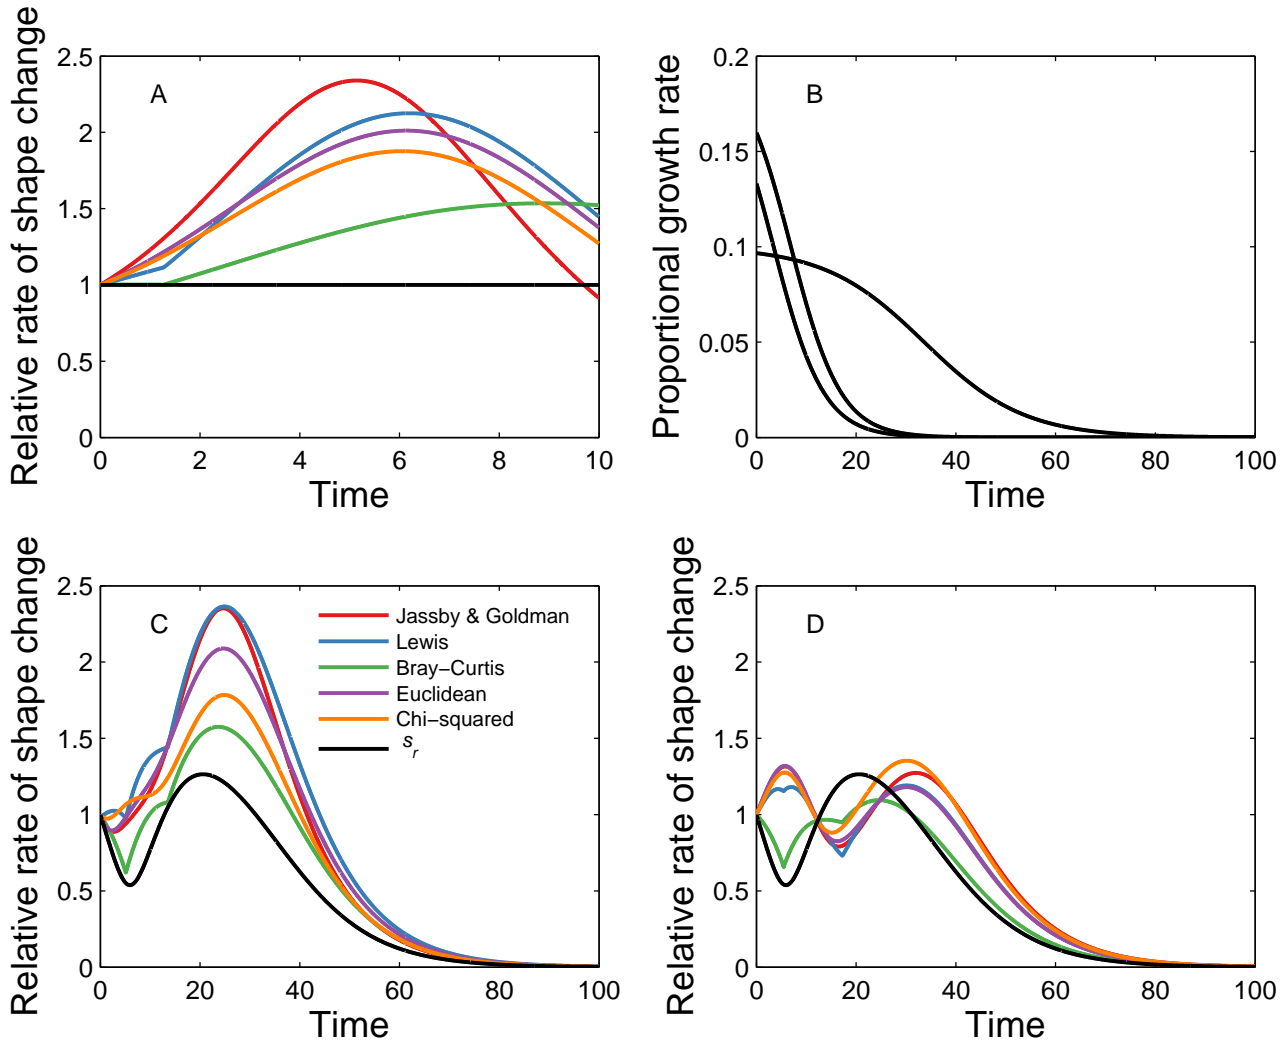 Relative rate of shape change
2.5
2
1.5
1
0.5
0
A
0 2 4 6 8 10
Time
Proportional growth rate
0.2
0.15
0.1
0.05
0
B
0 20 40 60 80 100
Time
Relative rate of shape change
2.5
2
1.5
1
0.5
0
C
Jassby & Goldman
Lewis
Bray−Curtis
Euclidean
Chi−squared
s_r
0 20 40 60 80 100
Time
Relative rate of shape change
2.5
2
1.5
1
0.5
0
D
0 20 40 60 80 100
Time